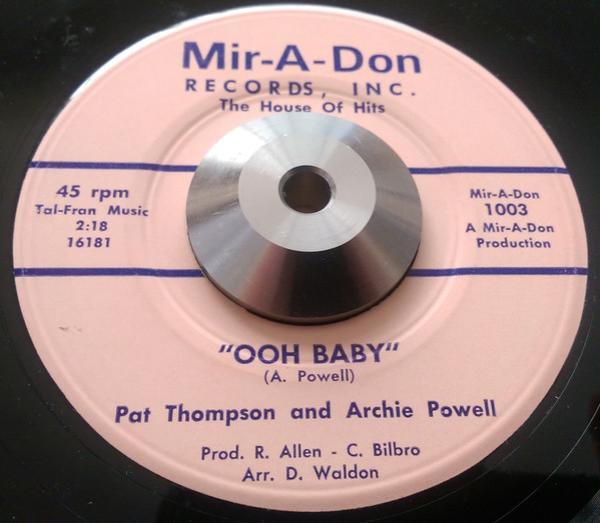 Mir-A-Don
RECORDS, INC.
The House Of Hits
45 rpm
Tal-Fran Music
2:18
16181
Mir-A-Don
1003
A Mir-A-Don
Production
"OOH BABY"
(A. Powell)
Pat Thompson and Archie Powell
Prod. R. Allen - C. Bilbro
Arr. D. Waldon